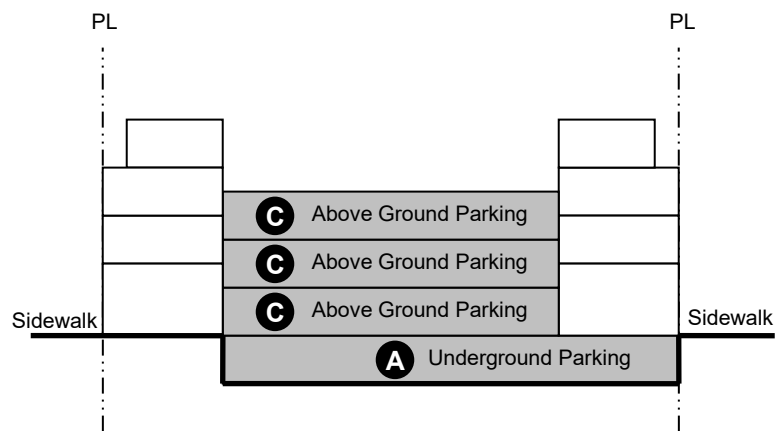 PL PL
C Above Ground Parking
C Above Ground Parking
C Above Ground Parking
Sidewalk Sidewalk
A Underground Parking